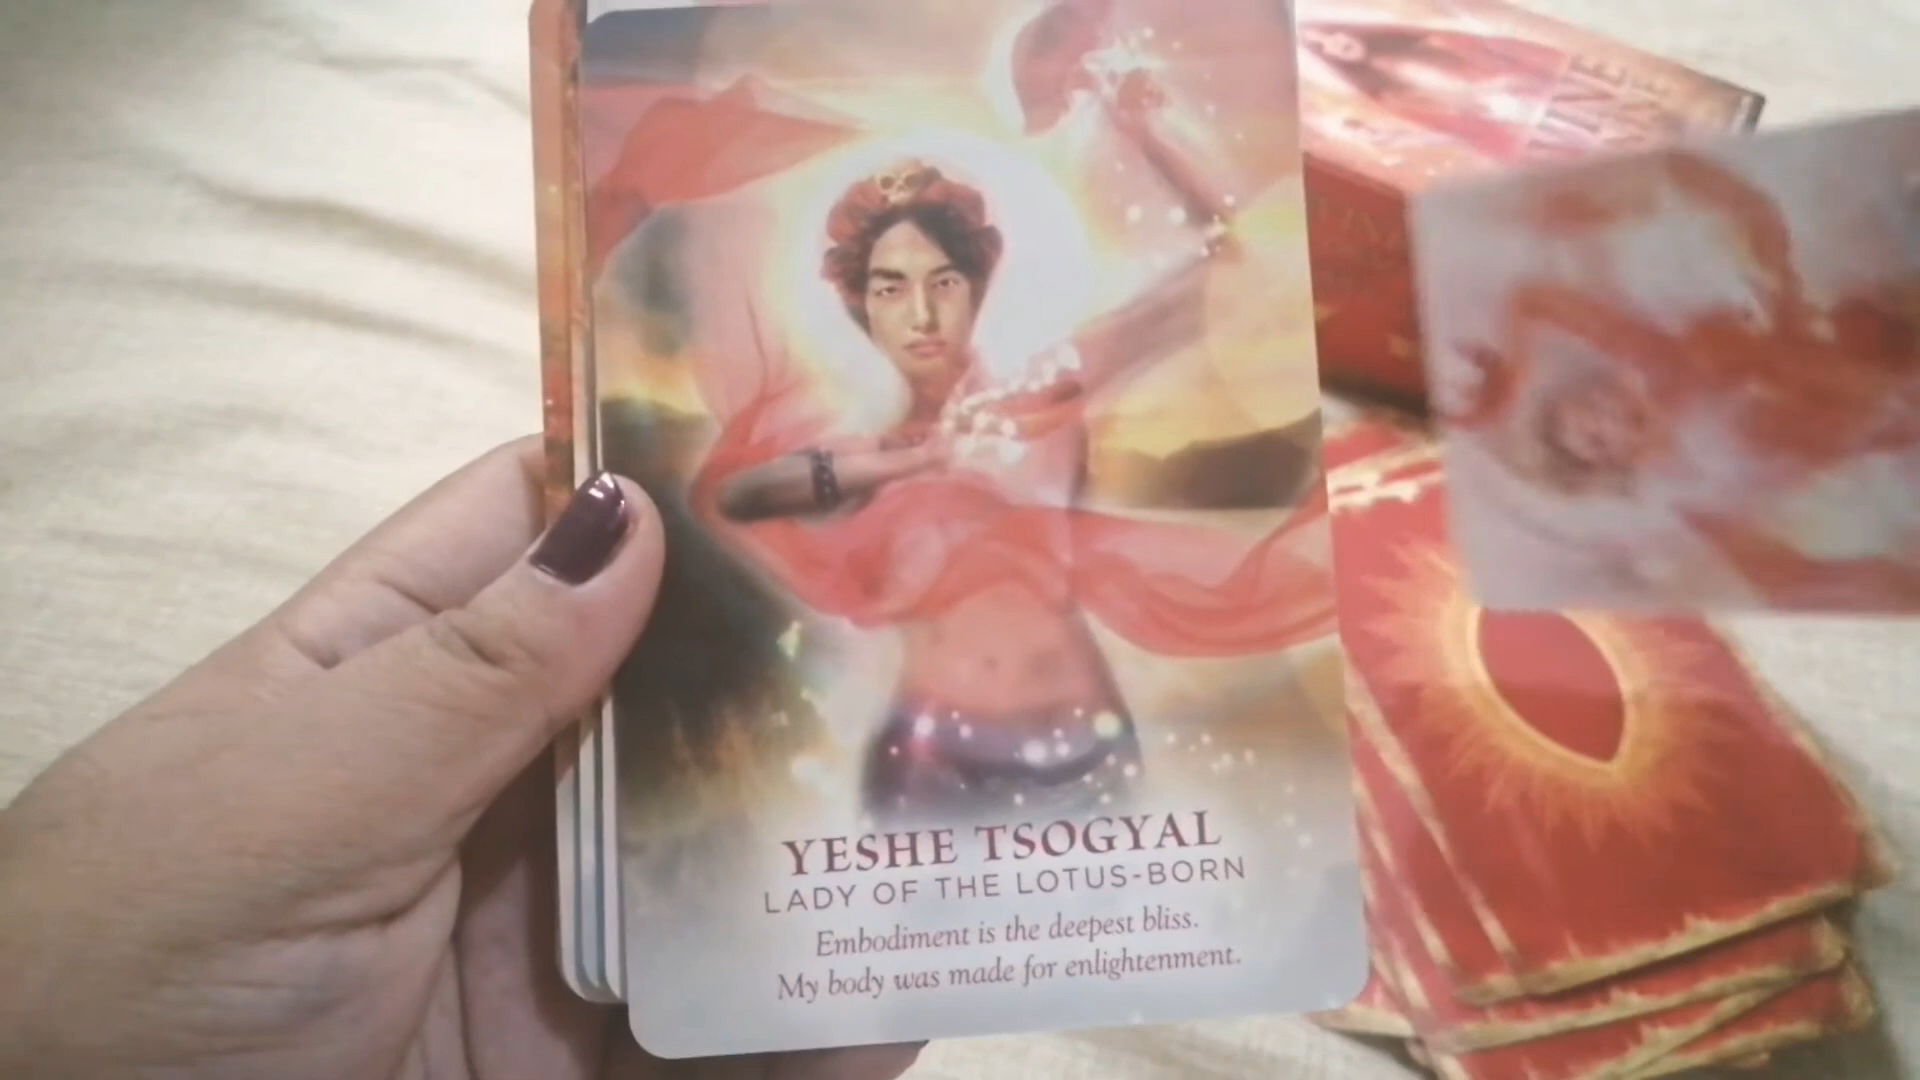 YESHE TSOGYAL
LADY OF THE LOTUS-BORN
Embodiment is the deepest bliss.
My body was made for enlightenment.